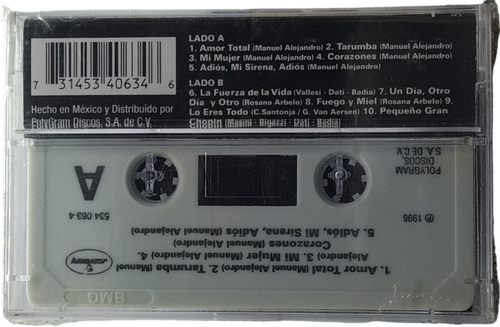 LADO A
1. Amor Total (Manuel Alejandro) 2. Tarumba (Manuel Alejandro)
3. Mi Mujer (Manuel Alejandro) 4. Corazones (Manuel Alejandro)
5. Adiós, Mi Sirena, Adiós (Manuel Alejandro)
LADO B
6. La Fuerza de la Vida (Vallesi - Dati - Badia) 7. Un Día, Otro
Día y Otro (Rosana Arbelo) 8. Fuego y Miel (Rosana Arbelo) 9.
Lo Eres Todo (C.Santonja / G. Van Aersen) 10. Pequeño Gran
Chopin (Masini - Bigazzi - Dati - Badia)
7 31453 40634 6
Hecho en México y Distribuido por
PolyGram Discos, S.A. de C.V.
BMG
1. Amor Total (Manuel Alejandro) 2. Tarumba (Manuel
Alejandro) 3. Mi Mujer (Manuel Alejandro) 4.
Corazones (Manuel Alejandro)
5. Adiós, Mi Sirena, Adiós (Manuel Alejandro)
℗ 1996
A
534 063-4
POLYGRAM
DISCOS,
S.A. DE C.V.